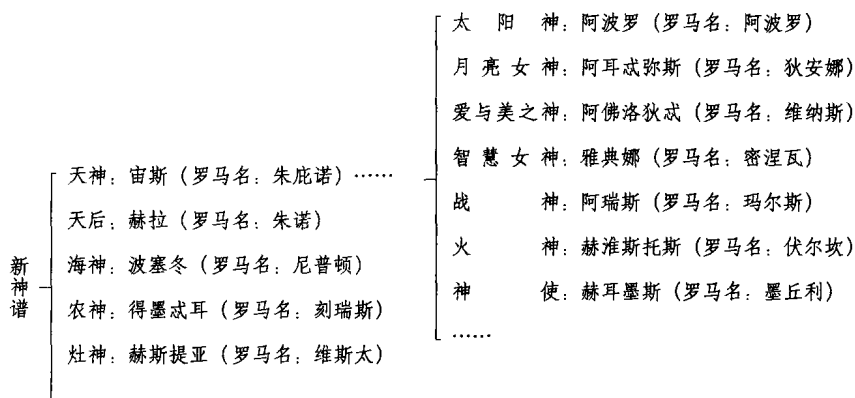 新神谱
天神：宙斯（罗马名：朱庇诺）……
天后：赫拉（罗马名：朱诺）
海神：波塞冬（罗马名：尼普顿）
农神：得墨忒耳（罗马名：刻瑞斯）
灶神：赫斯提亚（罗马名：维斯太）
太阳神：阿波罗（罗马名：阿波罗）
月亮女神：阿耳忒弥斯（罗马名：狄安娜）
爱与美之神：阿佛洛狄忒（罗马名：维纳斯）
智慧女神：雅典娜（罗马名：密涅瓦）
战神：阿瑞斯（罗马名：玛尔斯）
火神：赫淮斯托斯（罗马名：伏尔坎）
神使：赫耳墨斯（罗马名：墨丘利）
……